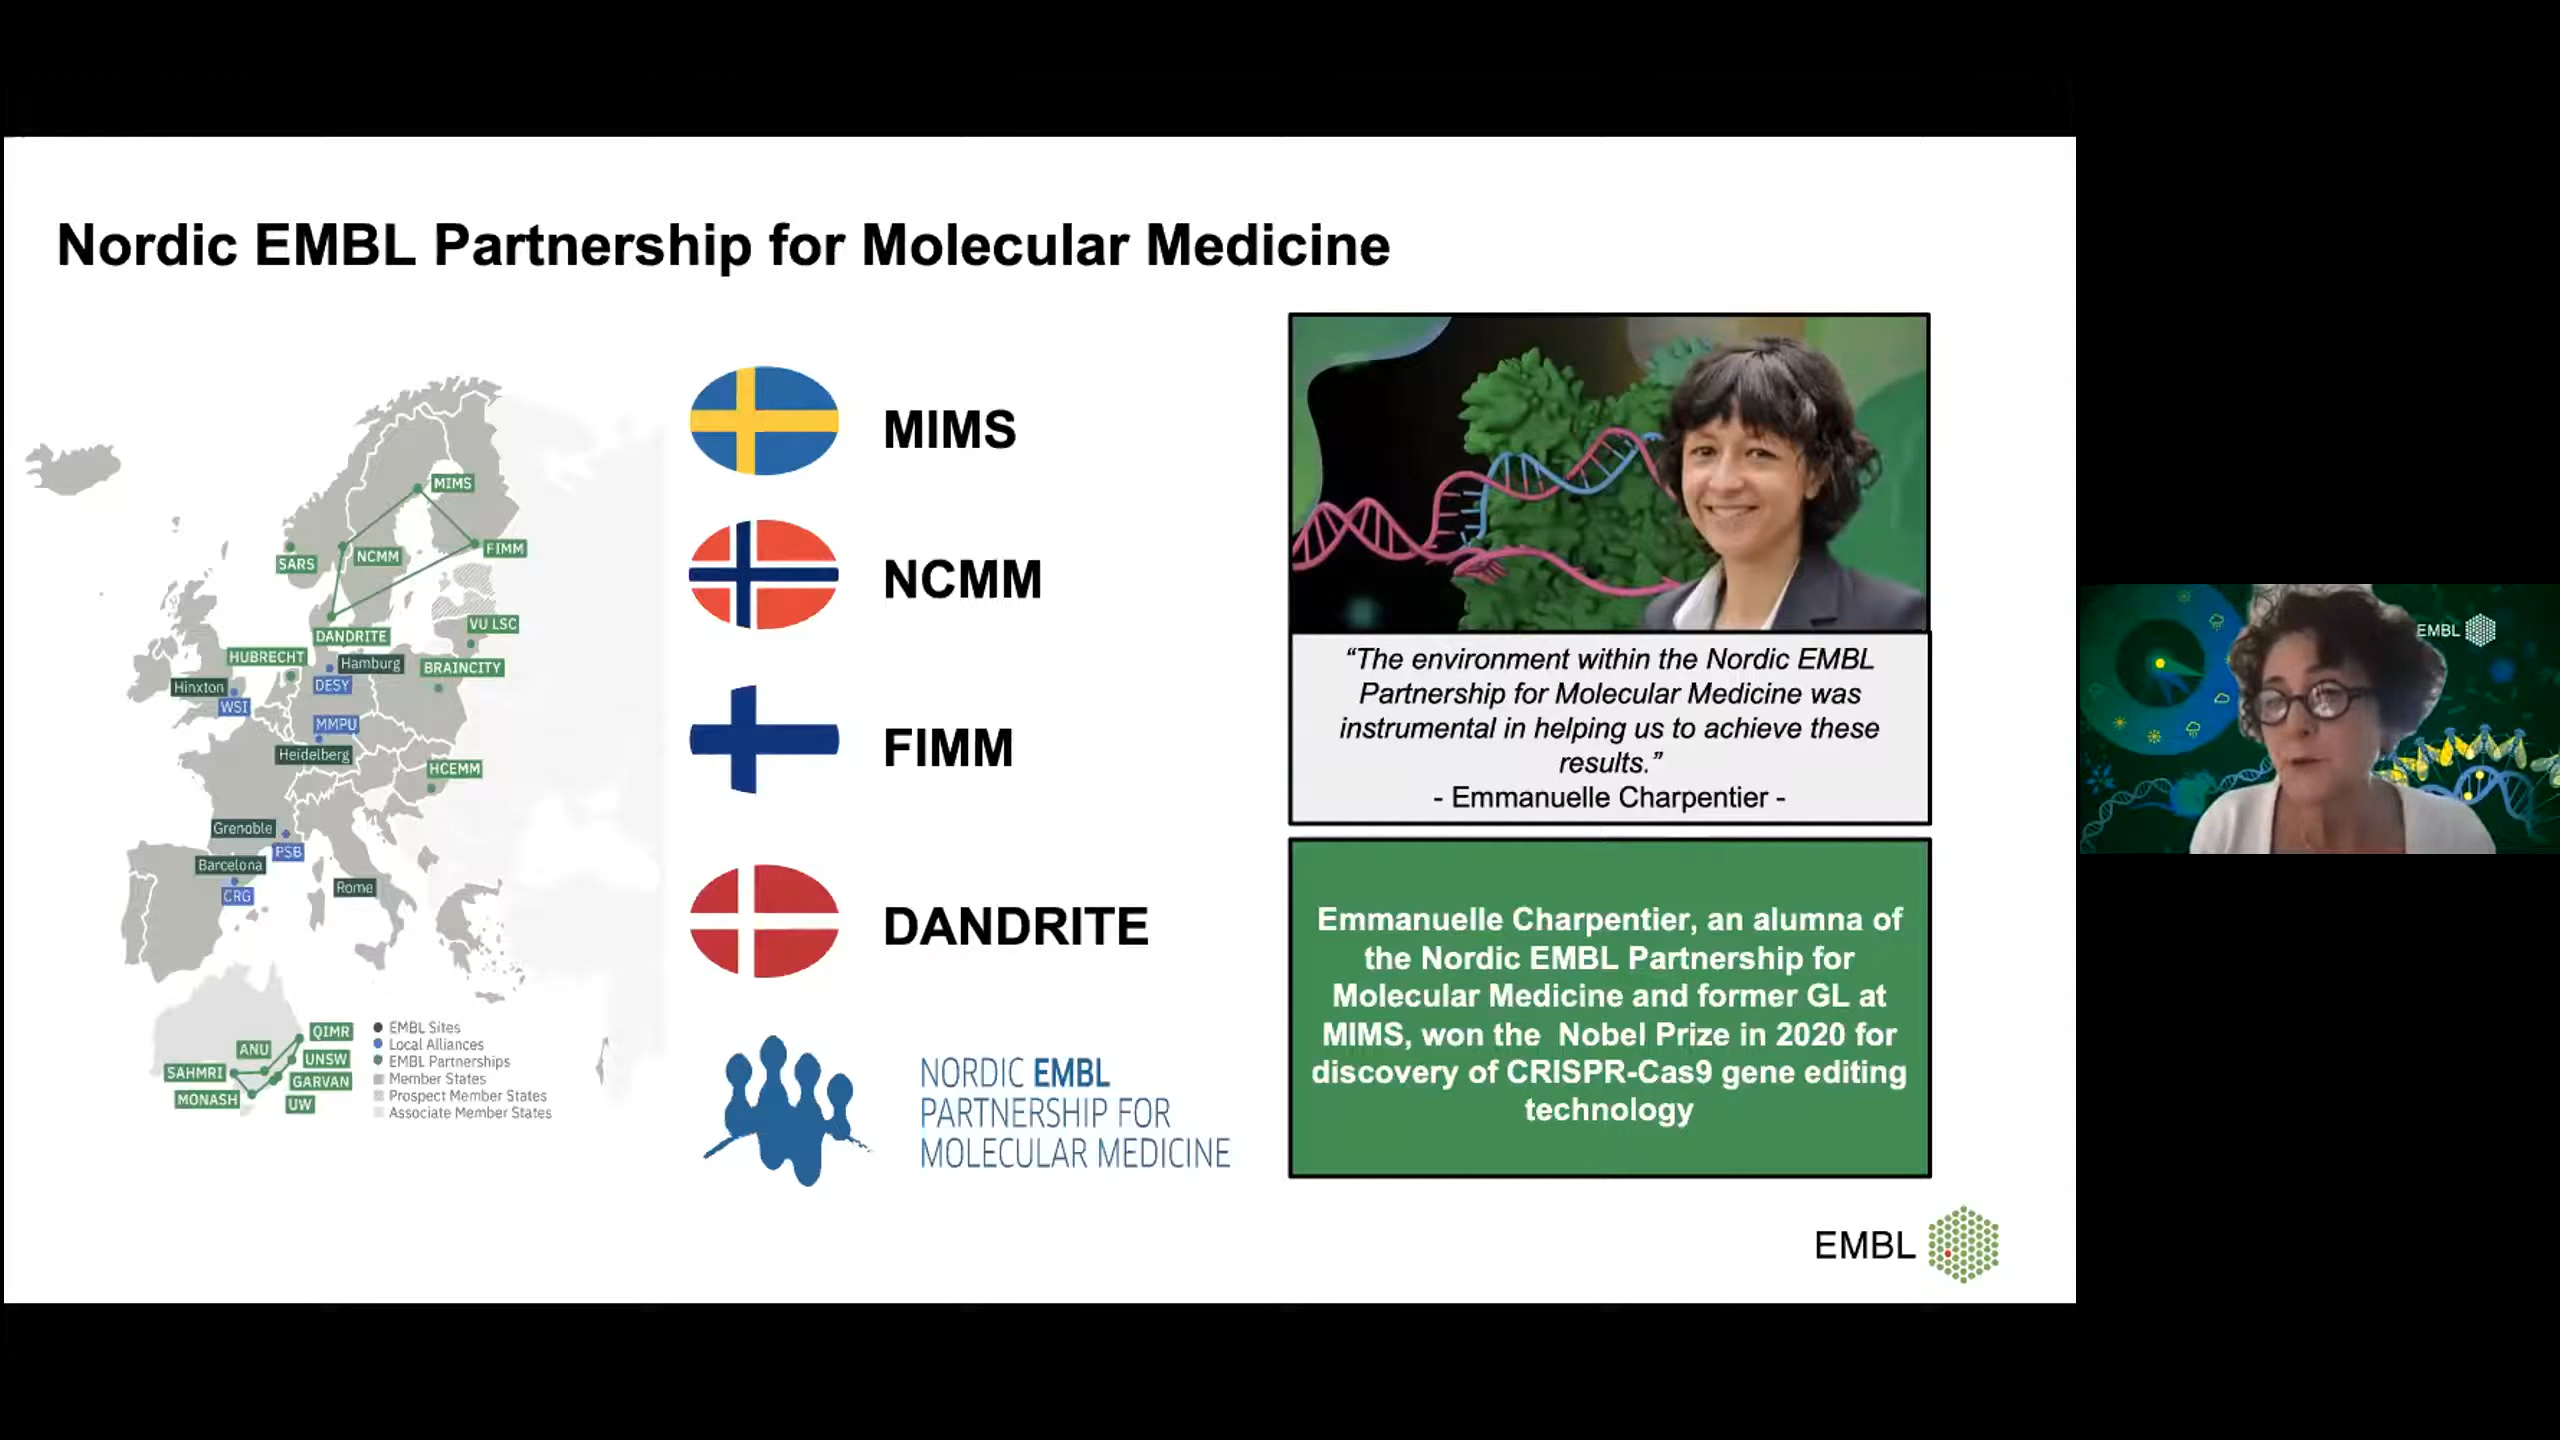 Nordic EMBL Partnership for Molecular Medicine
MIMS
FIMM
NCMM
SARS
DANDRITE
VU LSC
HUBRECHT
Hamburg
BRAINCITY
DESY
Hinxton
WSI
MMPU
Heidelberg
HCEMM
Grenoble
PSB
Barcelona
CRG
Rome
QIMR
ANU
UNSW
SAHMRI
GARVAN
MONASH
UW
EMBL Sites
Local Alliances
EMBL Partnerships
Member States
Prospect Member States
Associate Member States
MIMS
NCMM
FIMM
DANDRITE
NORDIC EMBL
PARTNERSHIP FOR
MOLECULAR MEDICINE
“The environment within the Nordic EMBL
Partnership for Molecular Medicine was
instrumental in helping us to achieve these
results.”
- Emmanuelle Charpentier -
Emmanuelle Charpentier, an alumna of
the Nordic EMBL Partnership for
Molecular Medicine and former GL at
MIMS, won the Nobel Prize in 2020 for
discovery of CRISPR-Cas9 gene editing
technology
EMBL
EMBL